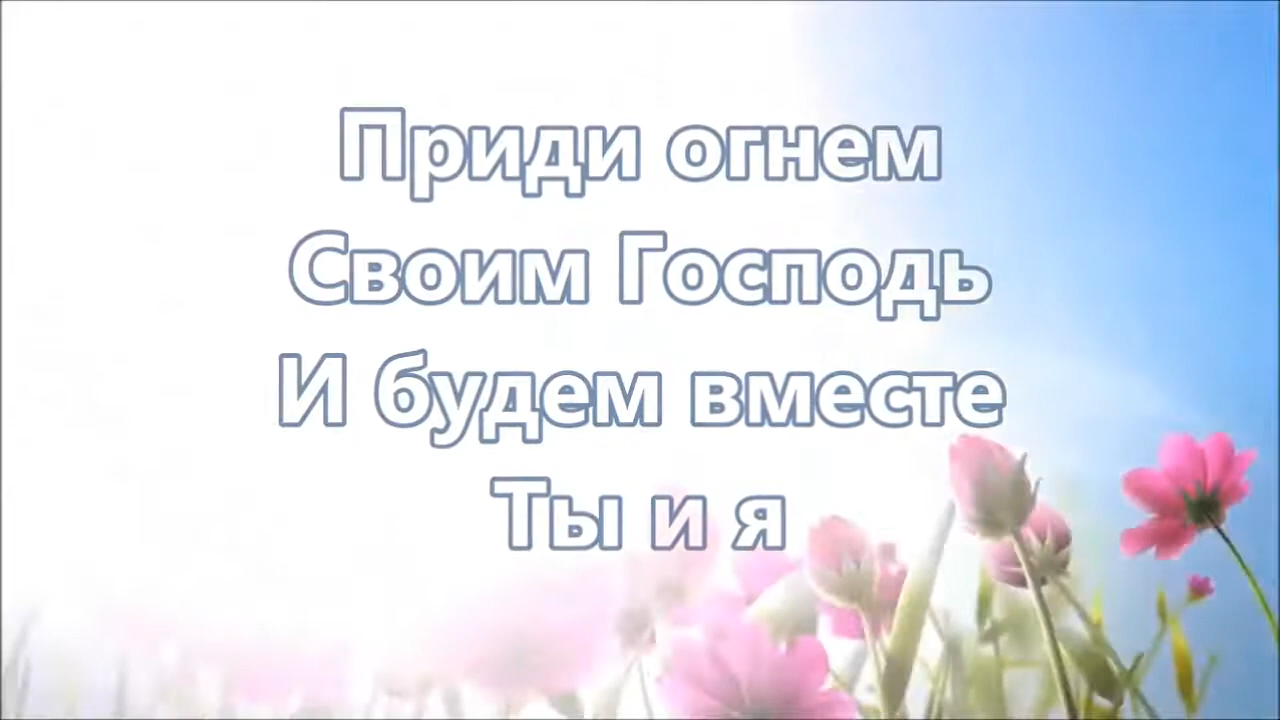 Приди огнем
Своим Господь
И будем вместе
Ты и я